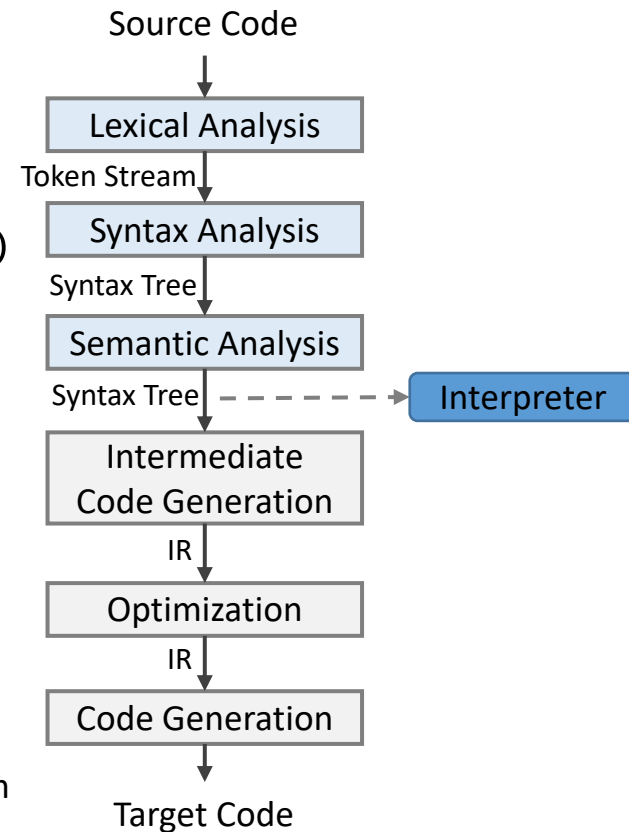 Source Code
Lexical Analysis
Token Stream
)
Syntax Analysis
Syntax Tree
Semantic Analysis
Syntax Tree
Interpreter
Intermediate
Code Generation
IR
Optimization
IR
Code Generation
n
Target Code